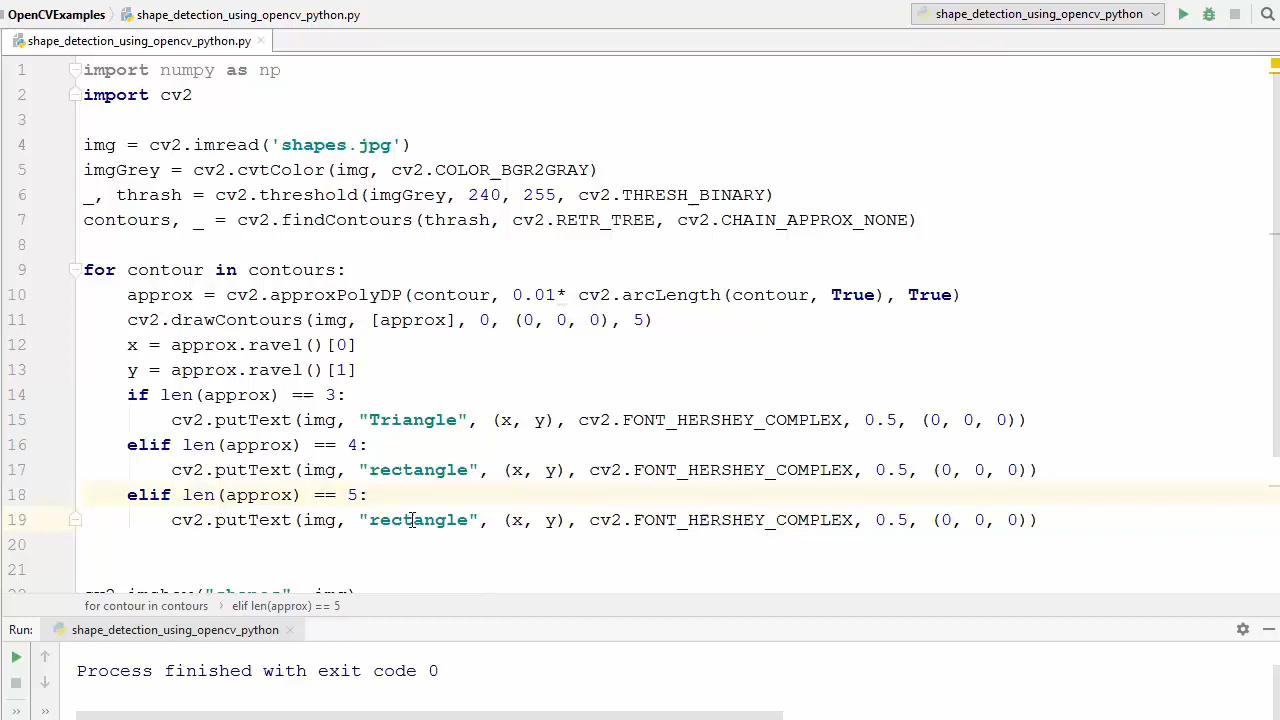 OpenCVExamples shape_detection_using_opencv_python.py shape_detection_using_opencv_python
shape_detection_using_opencv_python.py
1 import numpy as np
2 import cv2
3
4 img = cv2.imread('shapes.jpg')
5 imgGrey = cv2.cvtColor(img, cv2.COLOR_BGR2GRAY)
6 _, thrash = cv2.threshold(imgGrey, 240, 255, cv2.THRESH_BINARY)
7 contours, _ = cv2.findContours(thrash, cv2.RETR_TREE, cv2.CHAIN_APPROX_NONE)
8
9 for contour in contours:
10 approx = cv2.approxPolyDP(contour, 0.01* cv2.arcLength(contour, True), True)
11 cv2.drawContours(img, [approx], 0, (0, 0, 0), 5)
12 x = approx.ravel()[0]
13 y = approx.ravel()[1]
14 if len(approx) == 3:
15 cv2.putText(img, "Triangle", (x, y), cv2.FONT_HERSHEY_COMPLEX, 0.5, (0, 0, 0))
16 elif len(approx) == 4:
17 cv2.putText(img, "rectangle", (x, y), cv2.FONT_HERSHEY_COMPLEX, 0.5, (0, 0, 0))
18 elif len(approx) == 5:
19 cv2.putText(img, "rectangle", (x, y), cv2.FONT_HERSHEY_COMPLEX, 0.5, (0, 0, 0))
20
21
22 cv2.imshow("shapes", img)
for contour in contours › elif len(approx) == 5
Run: shape_detection_using_opencv_python
Process finished with exit code 0